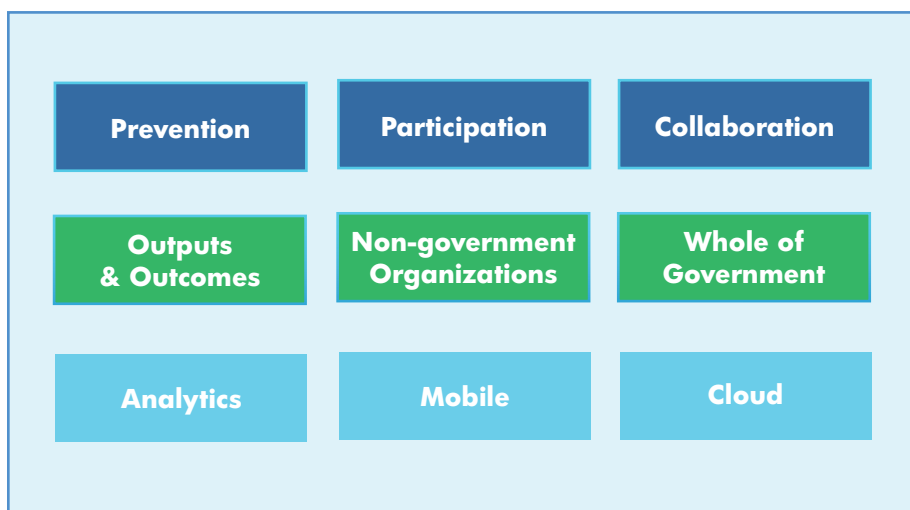 Prevention
Participation
Collaboration
Outputs
& Outcomes
Non-government
Organizations
Whole of
Government
Analytics
Mobile
Cloud